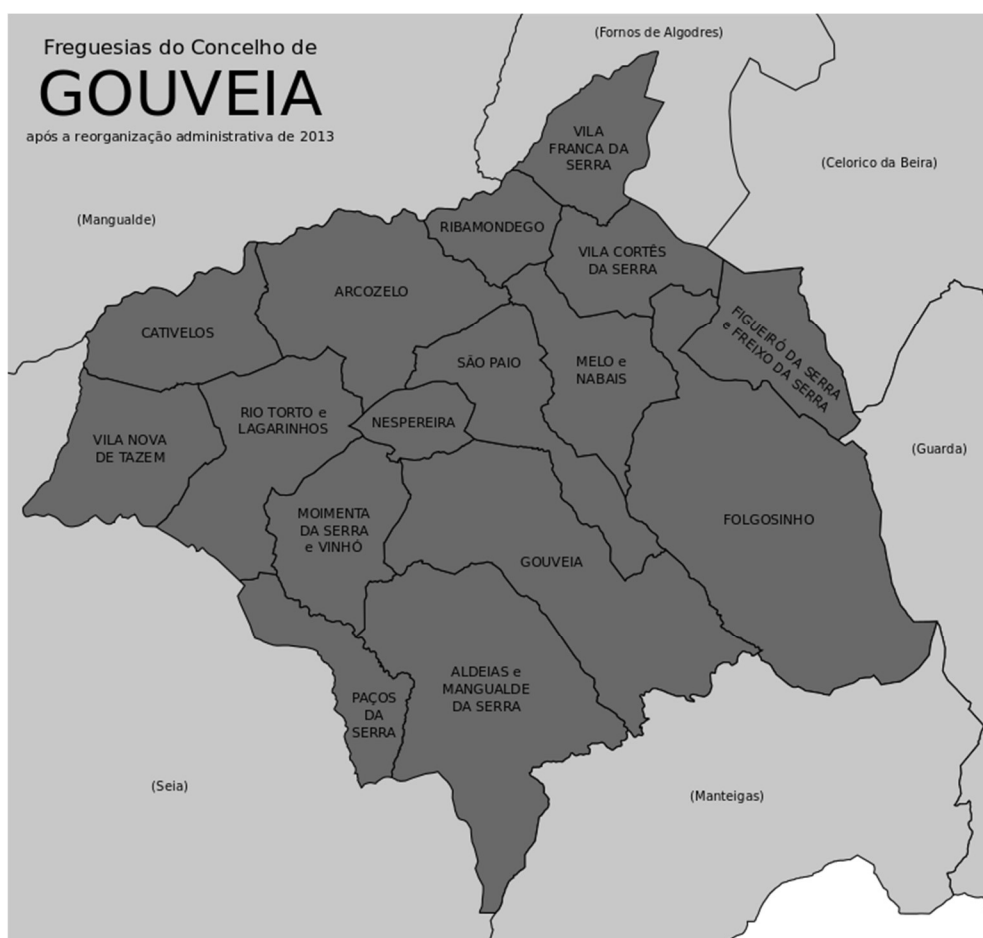 Freguesias do Concelho de
GOUVEIA
após a reorganização administrativa de 2013
(Fornos de Algodres)
VILA
FRANCA DA
SERRA
(Celorico da Beira)
(Mangualde)
RIBAMONDEGO
VILA CORTÊS
DA SERRA
ARCOZELO
CATIVELOS
FIGUEIRÓ DA SERRA
e FREIXO DA SERRA
SÃO PAIO
MELO e
NABAIS
RIO TORTO e
LAGARINHOS
NESPEREIRA
VILA NOVA
DE TAZEM
(Guarda)
MOIMENTA
DA SERRA
e VINHÓ
FOLGOSINHO
GOUVEIA
ALDEIAS e
MANGUALDE
DA SERRA
PAÇOS
DA
SERRA
(Seia)
(Manteigas)